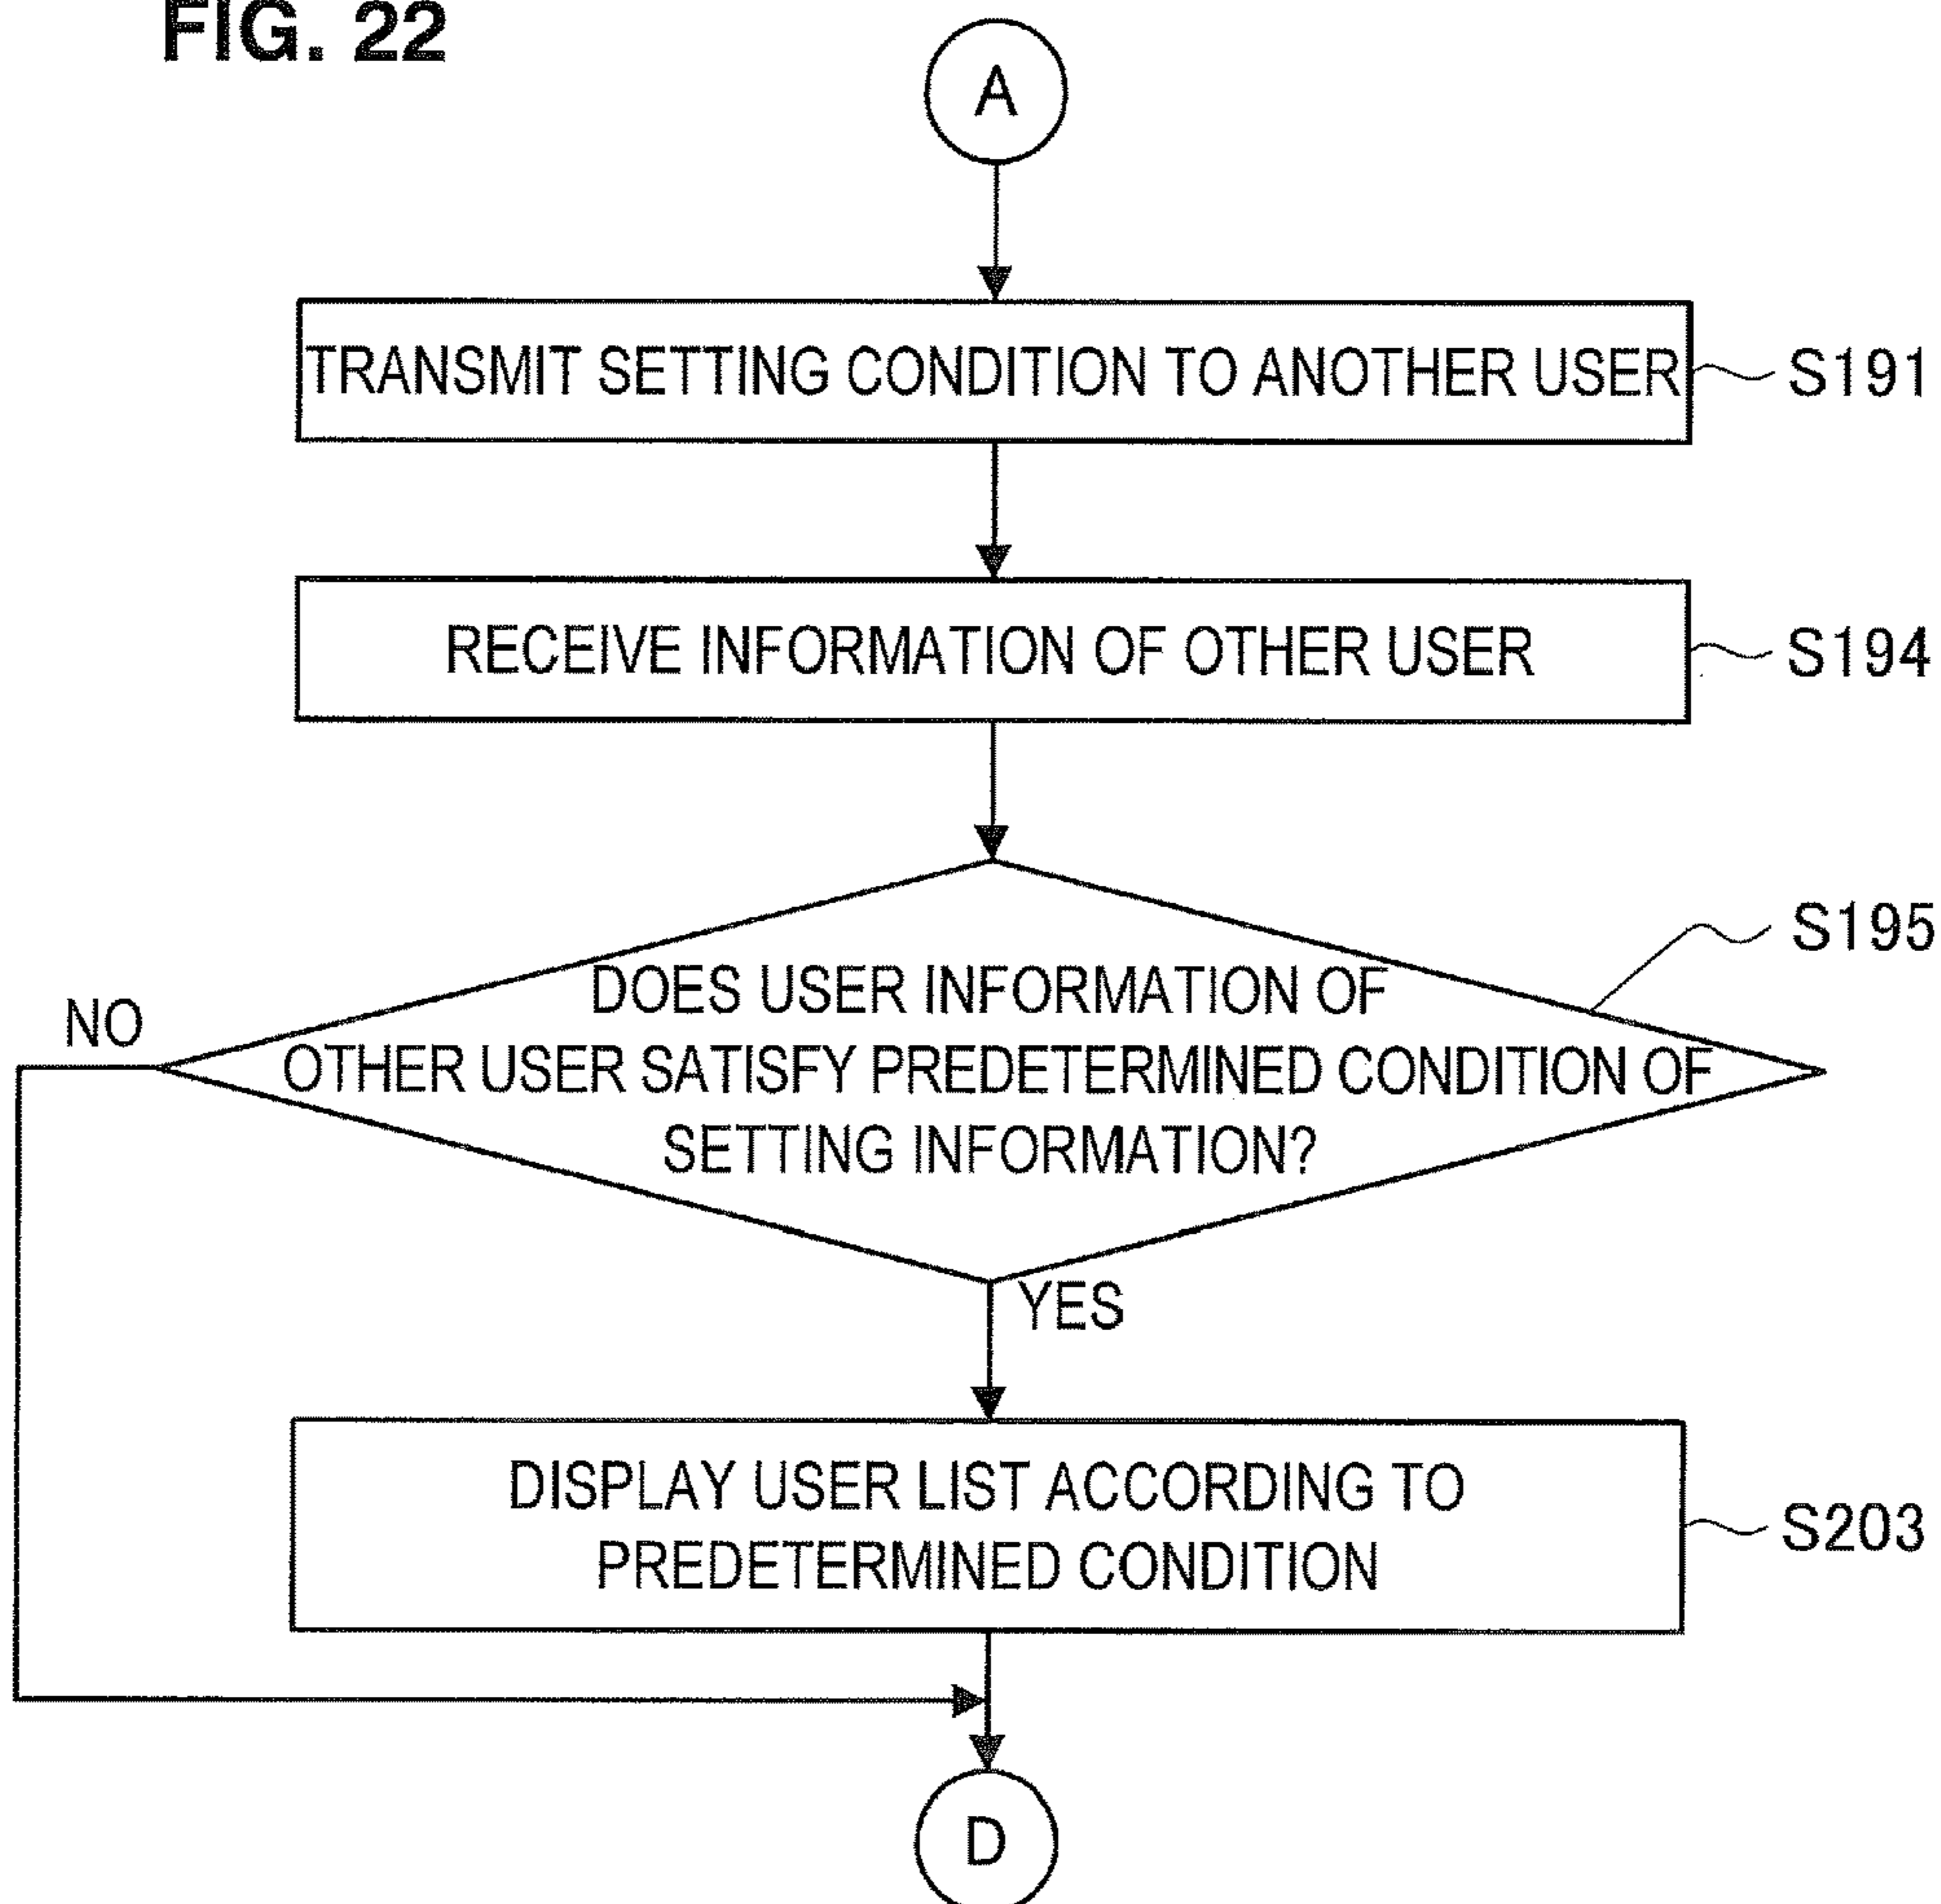 FIG. 22
A
TRANSMIT SETTING CONDITION TO ANOTHER USER
S191
RECEIVE INFORMATION OF OTHER USER
S194
S195
DOES USER INFORMATION OF
NO
OTHER USER SATISFY PREDETERMINED CONDITION OF
SETTING INFORMATION?
YES
DISPLAY USER LIST ACCORDING TO
PREDETERMINED CONDITION
S203
D